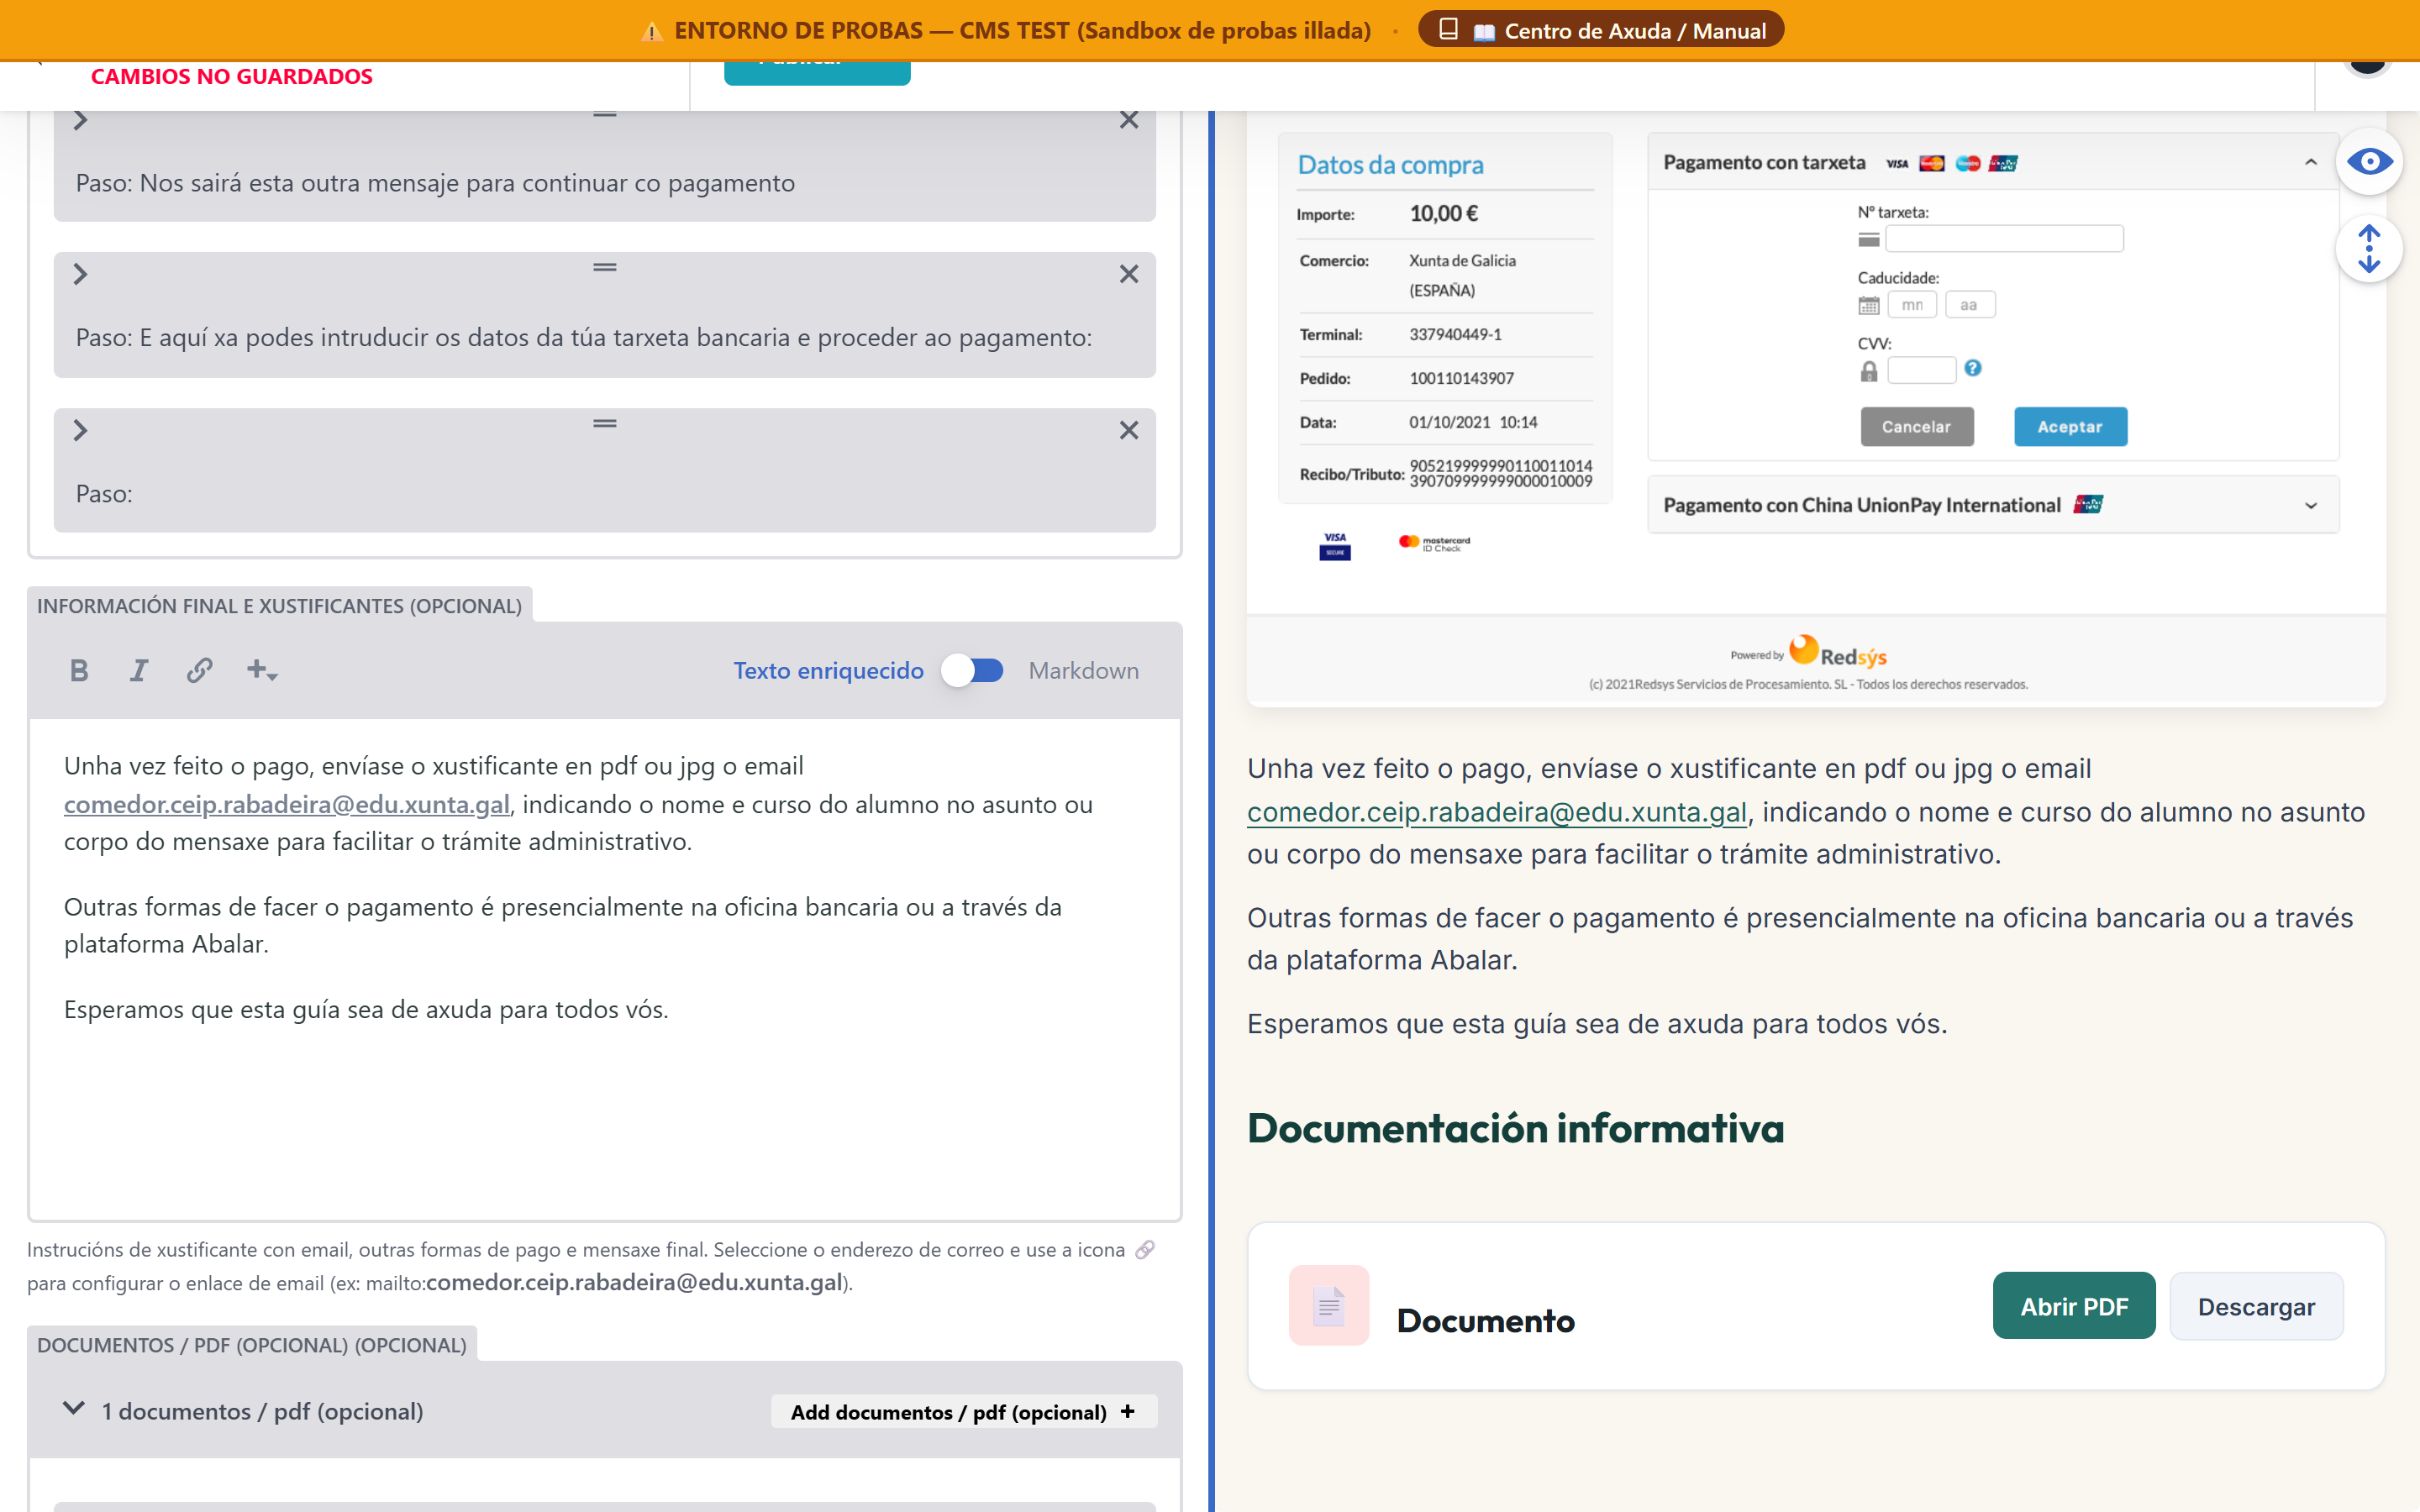 ⚠️ ENTORNO DE PROBAS — CMS TEST (Sandbox de probas illada) · 📖 Centro de Axuda / Manual
CAMBIOS NO GUARDADOS
Paso: Nos sairá esta outra mensaje para continuar co pagamento
Paso: E aquí xa podes intruducir os datos da túa tarxeta bancaria e proceder ao pagamento:
Paso:
INFORMACIÓN FINAL E XUSTIFICANTES (OPCIONAL)
B I Texto enriquecido Markdown
Unha vez feito o pago, envíase o xustificante en pdf ou jpg o email
comedor.ceip.rabadeira@edu.xunta.gal, indicando o nome e curso do alumno no asunto ou
corpo do mensaxe para facilitar o trámite administrativo.
Outras formas de facer o pagamento é presencialmente na oficina bancaria ou a través da
plataforma Abalar.
Esperamos que esta guía sea de axuda para todos vós.
Instrucións de xustificante con email, outras formas de pago e mensaxe final. Seleccione o enderezo de correo e use a icona 🔗
para configurar o enlace de email (ex: mailto:comedor.ceip.rabadeira@edu.xunta.gal).
DOCUMENTOS / PDF (OPCIONAL) (OPCIONAL)
1 documentos / pdf (opcional)
Add documentos / pdf (opcional) +
Datos da compra
Importe: 10,00 €
Comercio: Xunta de Galicia
(ESPAÑA)
Terminal: 337940449-1
Pedido: 100110143907
Data: 01/10/2021 10:14
Recibo/Tributo: 90521999999011001014
390709999999000010009
VISA
SECURE
mastercard
ID Check
Pagamento con tarxeta VISA
Nº tarxeta:
Caducidade:
mn aa
CVV:
?
Cancelar Aceptar
Pagamento con China UnionPay International
Powered by Redsýs
(c) 2021Redsys Servicios de Procesamiento. SL - Todos los derechos reservados.
Unha vez feito o pago, envíase o xustificante en pdf ou jpg o email
comedor.ceip.rabadeira@edu.xunta.gal, indicando o nome e curso do alumno no asunto
ou corpo do mensaxe para facilitar o trámite administrativo.
Outras formas de facer o pagamento é presencialmente na oficina bancaria ou a través
da plataforma Abalar.
Esperamos que esta guía sea de axuda para todos vós.
Documentación informativa
Documento
Abrir PDF
Descargar